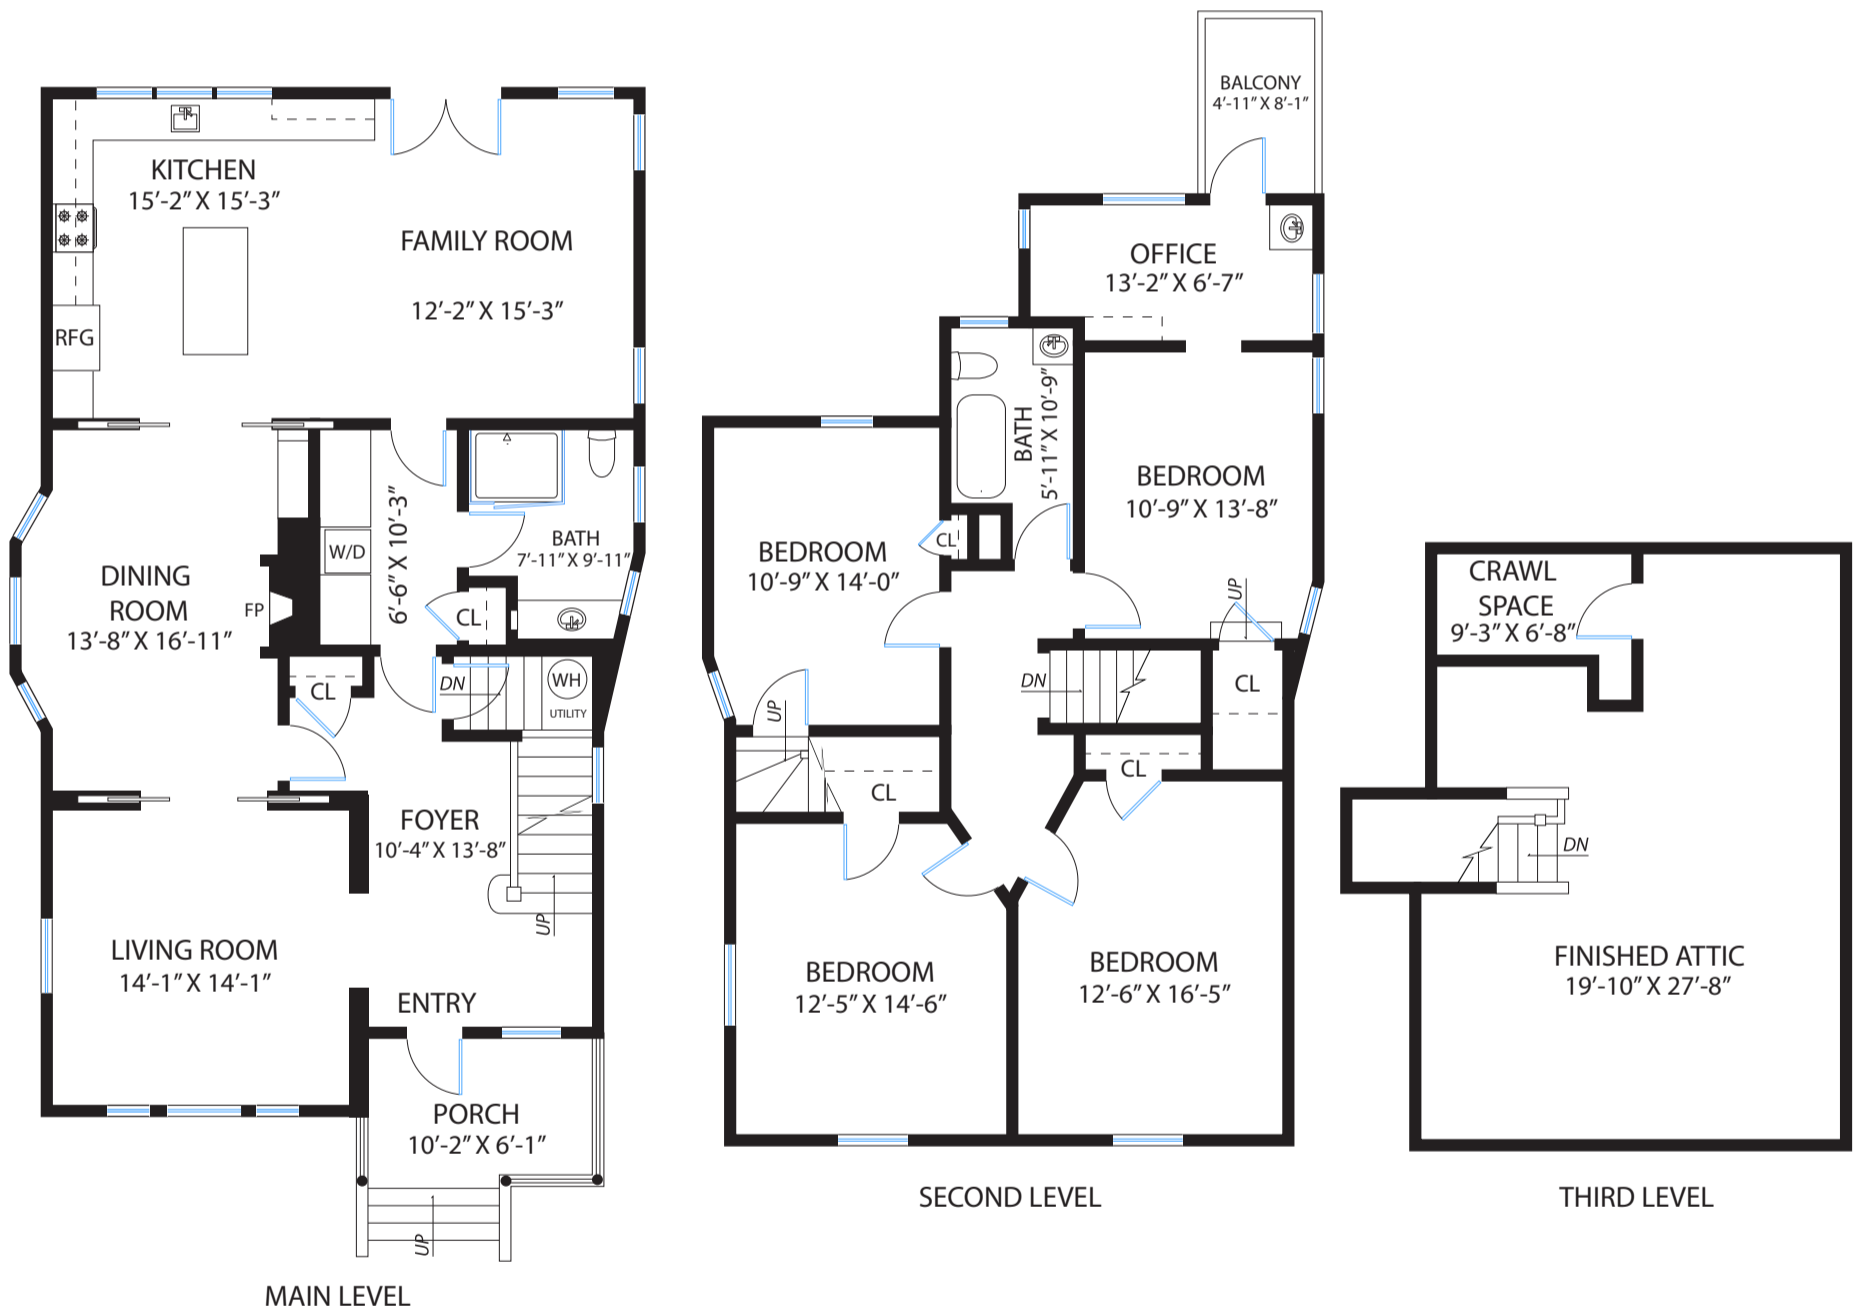 KITCHEN
15’-2” X 15’-3”
FAMILY ROOM
12’-2” X 15’-3”
RFG
6’-6” X 10’-3”
W/D
BATH
7’-11” X 9’-11”
DINING
ROOM
13’-8” X 16’-11”
FP
CL
CL
DN
WH
UTILITY
FOYER
10’-4” X 13’-8”
UP
LIVING ROOM
14’-1” X 14’-1”
ENTRY
PORCH
10’-2” X 6’-1”
UP
MAIN LEVEL
BALCONY
4’-11” X 8’-1”
OFFICE
13’-2” X 6’-7”
BATH
5’-11” X 10’-9”
BEDROOM
10’-9” X 13’-8”
BEDROOM
10’-9” X 14’-0”
CL
UP
DN
CL
UP
CL
CL
BEDROOM
12’-5” X 14’-6”
BEDROOM
12’-6” X 16’-5”
SECOND LEVEL
CRAWL
SPACE
9’-3” X 6’-8”
DN
FINISHED ATTIC
19’-10” X 27’-8”
THIRD LEVEL